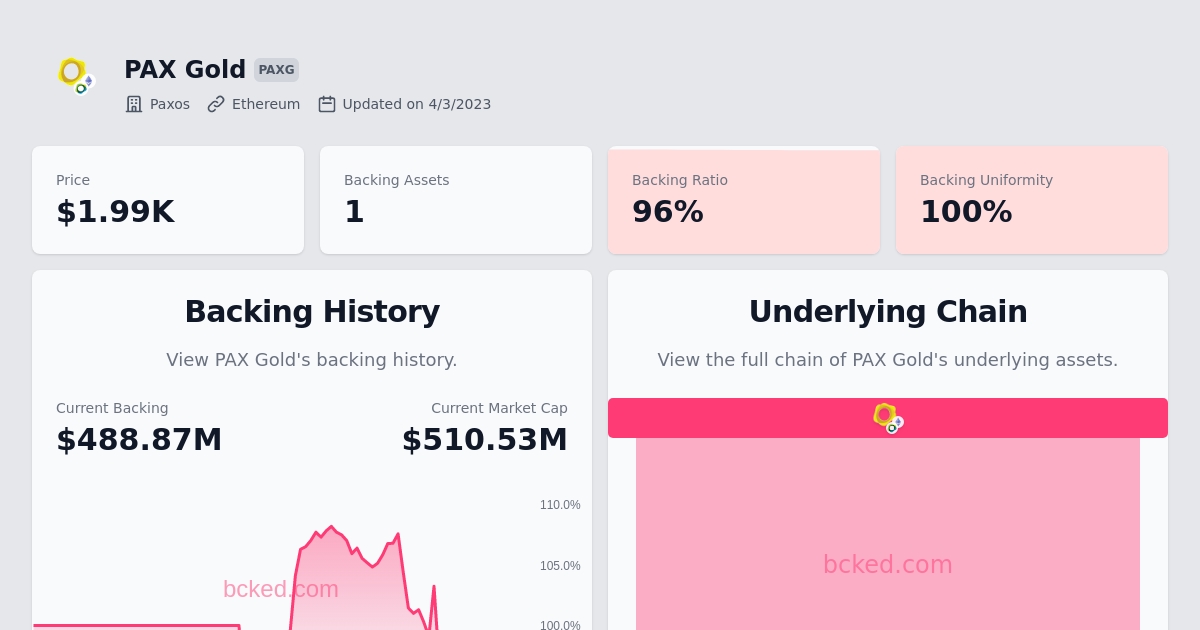 PAX Gold PAXG
Paxos Ethereum Updated on 4/3/2023
Price
$1.99K
Backing Assets
1
Backing Ratio
96%
Backing Uniformity
100%
Backing History
View PAX Gold's backing history.
Current Backing
$488.87M
Current Market Cap
$510.53M
110.0%
105.0%
100.0%
bcked.com
Underlying Chain
View the full chain of PAX Gold's underlying assets.
bcked.com